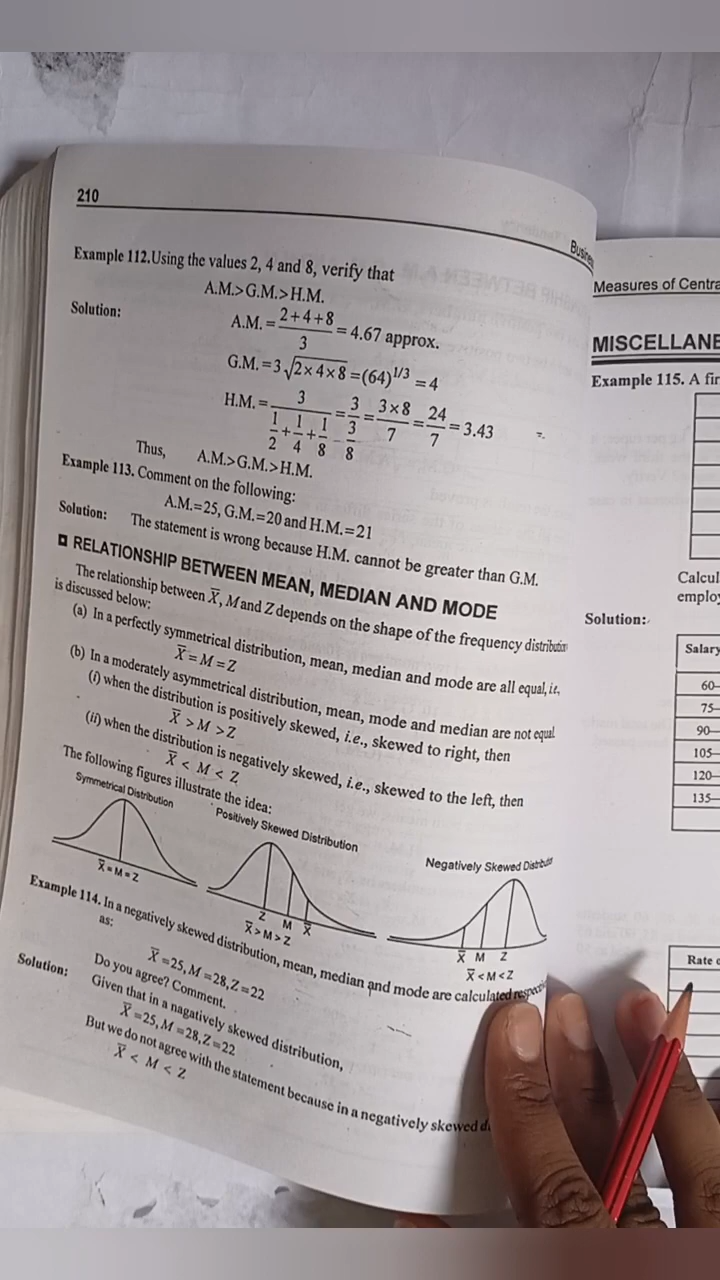 210
Example 112.Using the values 2, 4 and 8, verify that
A.M.>G.M.>H.M.
Solution: A.M.= 2+4+8/3 = 4.67 approx.
G.M.=3√2×4×8=(64)^1/3 = 4
H.M.= 3/(1/2+1/4+1/8) = 3/(3/8) = 3×8/7 = 24/7 = 3.43
Thus, A.M.>G.M.>H.M.
Example 113. Comment on the following:
A.M.=25, G.M.=20 and H.M.=21
Solution: The statement is wrong because H.M. cannot be greater than G.M.
RELATIONSHIP BETWEEN MEAN, MEDIAN AND MODE
The relationship between X̄, M and Z depends on the shape of the frequency distribution
is discussed below:
(a) In a perfectly symmetrical distribution, mean, median and mode are all equal, i.e,
X̄ = M = Z
(b) In a moderately asymmetrical distribution, mean, mode and median are not equal
(i) when the distribution is positively skewed, i.e., skewed to right, then
X̄ > M > Z
(ii) when the distribution is negatively skewed, i.e., skewed to the left, then
X̄ < M < Z
The following figures illustrate the idea:
Symmetrical Distribution
X̄ = M = Z
Positively Skewed Distribution
Z M X̄
X̄ > M > Z
Negatively Skewed
X̄ M Z
X̄ < M < Z
Example 114. In a negatively skewed distribution, mean, median and mode are calculated
as:
X̄ = 25, M = 28, Z = 22
Do you agree? Comment.
Solution: Given that in a nagatively skewed distribution,
X̄ = 25, M = 28, Z = 22
But we do not agree with the statement because in a negatively skewed
X̄ < M < Z
Measures of Centra
MISCELLANE
Example 115. A fir
Calcul
employ
Solution:
Salary
60–
75–
90–
105–
120–
135–
Rate